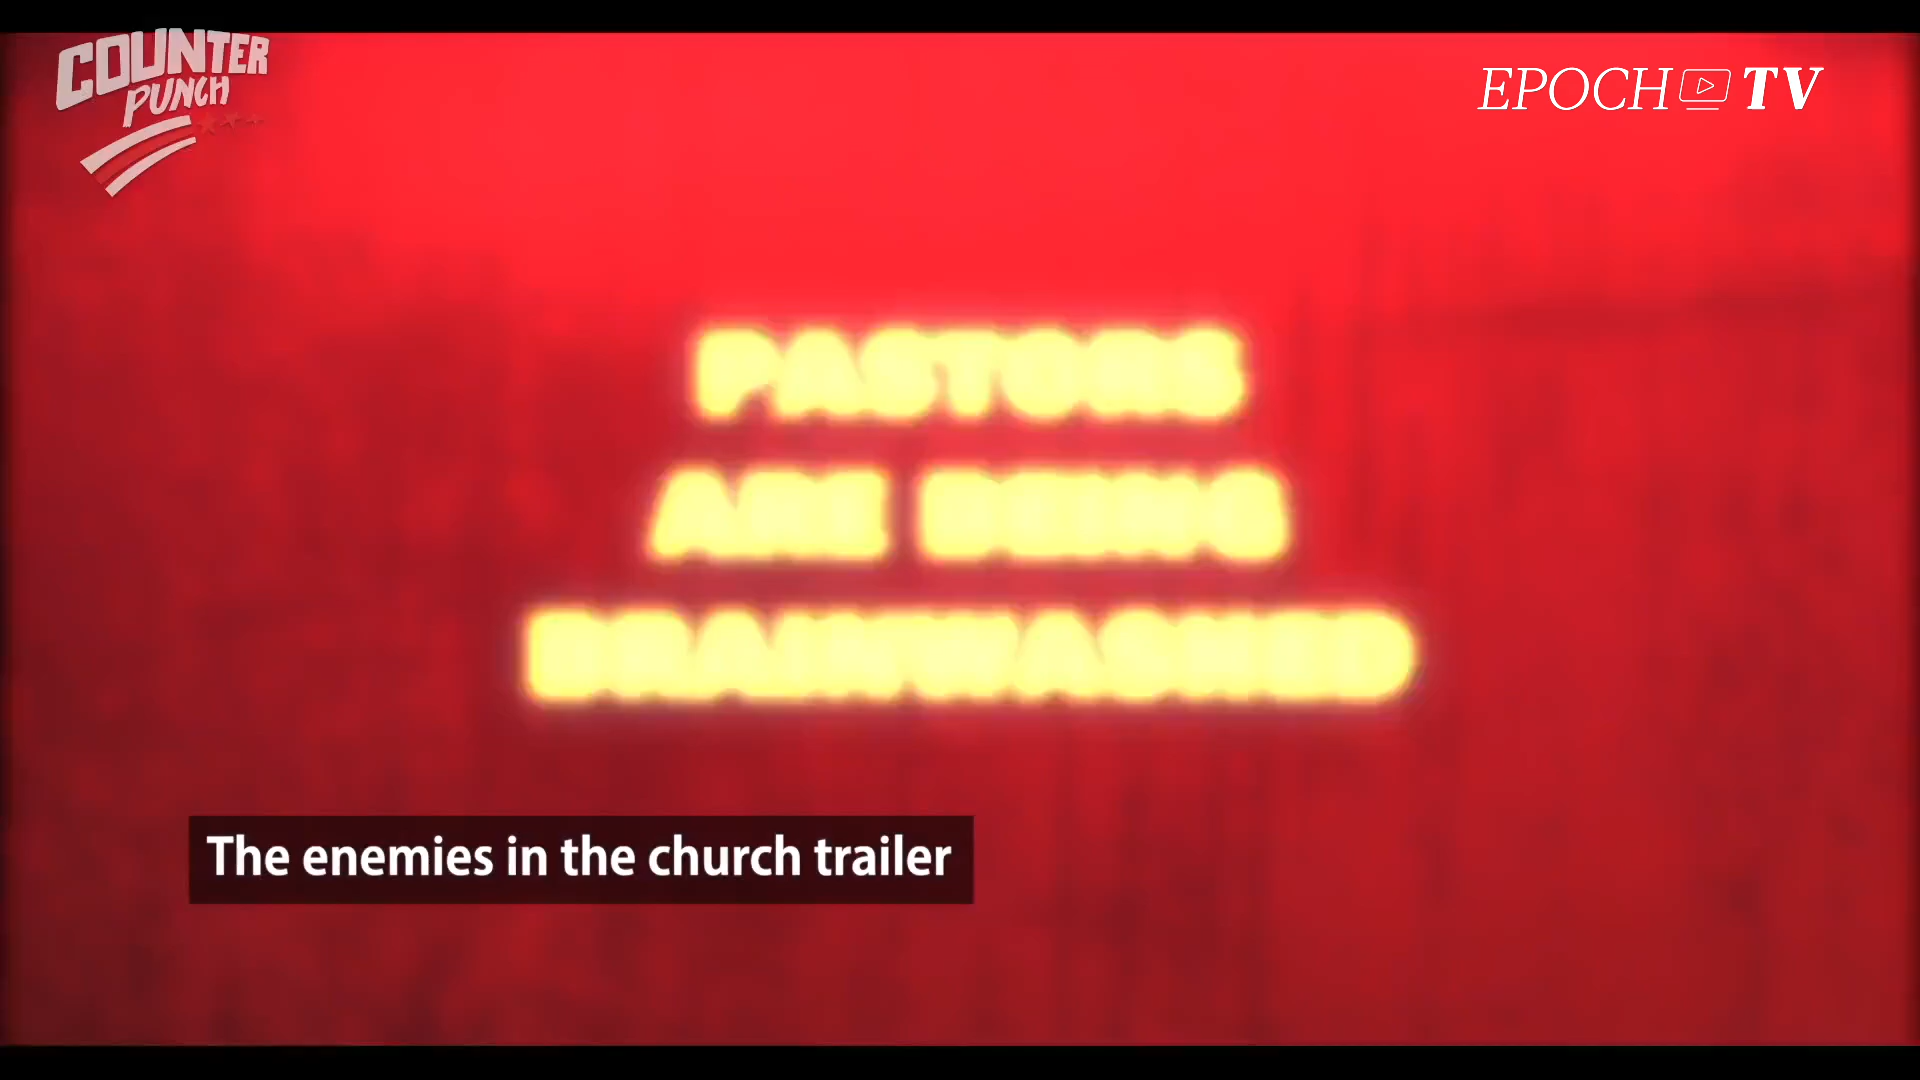 COUNTER
PUNCH
EPOCH TV
PASTORS
ARE BEING
BRAINWASHED
The enemies in the church trailer